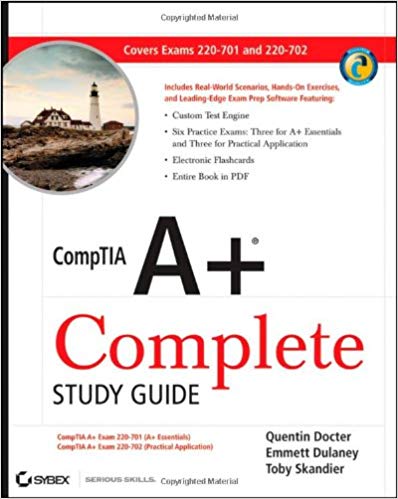 Copyrighted Material
Covers Exams 220-701 and 220-702
Includes Real-World Scenarios, Hands-On Exercises,
and Leading-Edge Exam Prep Software Featuring:
• Custom Test Engine
• Six Practice Exams: Three for A+ Essentials
and Three for Practical Application
• Electronic Flashcards
• Entire Book in PDF
CompTIA
A+®
Complete
STUDY GUIDE
CompTIA A+ Exam 220-701 (A+ Essentials)
CompTIA A+ Exam 220-702 (Practical Application)
Quentin Docter
Emmett Dulaney
Toby Skandier
SYBEX
SERIOUS SKILLS.
Copyrighted Material